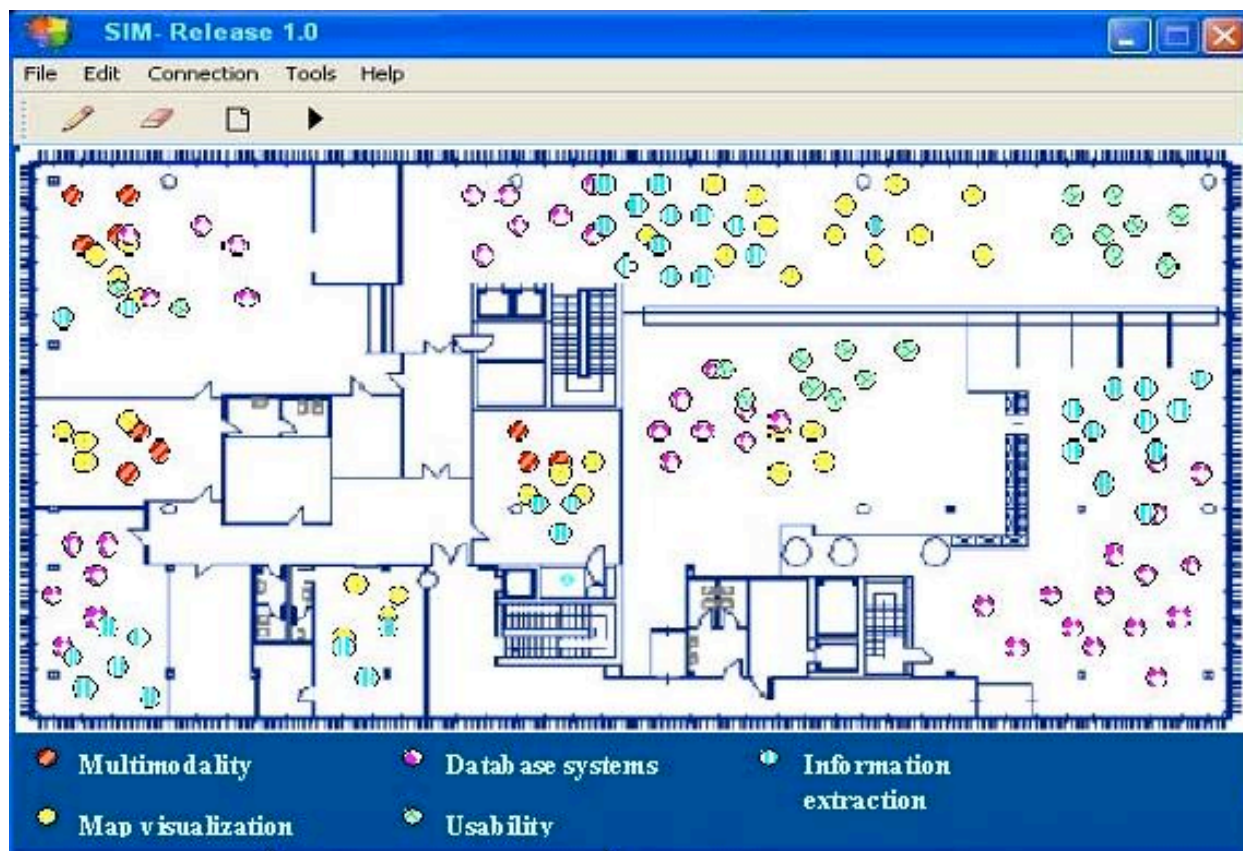 SIM- Release 1.0
File Edit Connection Tools Help
Multimodality
Database systems
Information
extraction
Map visualization
Usability